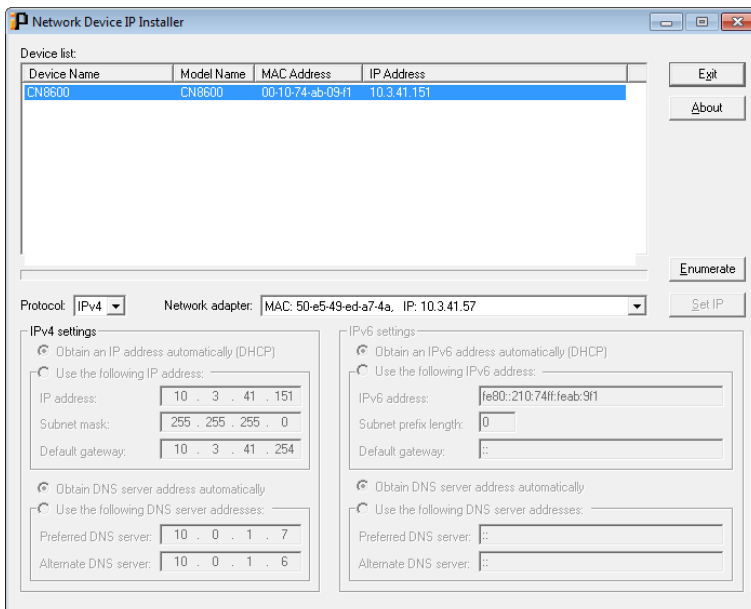 Network Device IP Installer
Device list:
Device Name Model Name MAC Address IP Address
CN8600 CN8600 00-10-74-ab-09-f1 10.3.41.151
Exit
About
Enumerate
Protocol: IPv4 Network adapter: MAC: 50-e5-49-ed-a7-4a, IP: 10.3.41.57 Set IP
IPv4 settings
Obtain an IP address automatically (DHCP)
Use the following IP address:
IP address: 10 . 3 . 41 . 151
Subnet mask: 255 . 255 . 255 . 0
Default gateway: 10 . 3 . 41 . 254
Obtain DNS server address automatically
Use the following DNS server addresses:
Preferred DNS server: 10 . 0 . 1 . 7
Alternate DNS server: 10 . 0 . 1 . 6
IPv6 settings
Obtain an IPv6 address automatically (DHCP)
Use the following IPv6 address:
IPv6 address: fe80::210:74ff:feab:9f1
Subnet prefix length: 0
Default gateway: ::
Obtain DNS server address automatically
Use the following DNS server addresses:
Preferred DNS server: ::
Alternate DNS server: ::